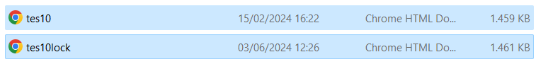 tes10 15/02/2024 16:22 Chrome HTML Do... 1.459 KB
tes10lock 03/06/2024 12:26 Chrome HTML Do... 1.461 KB